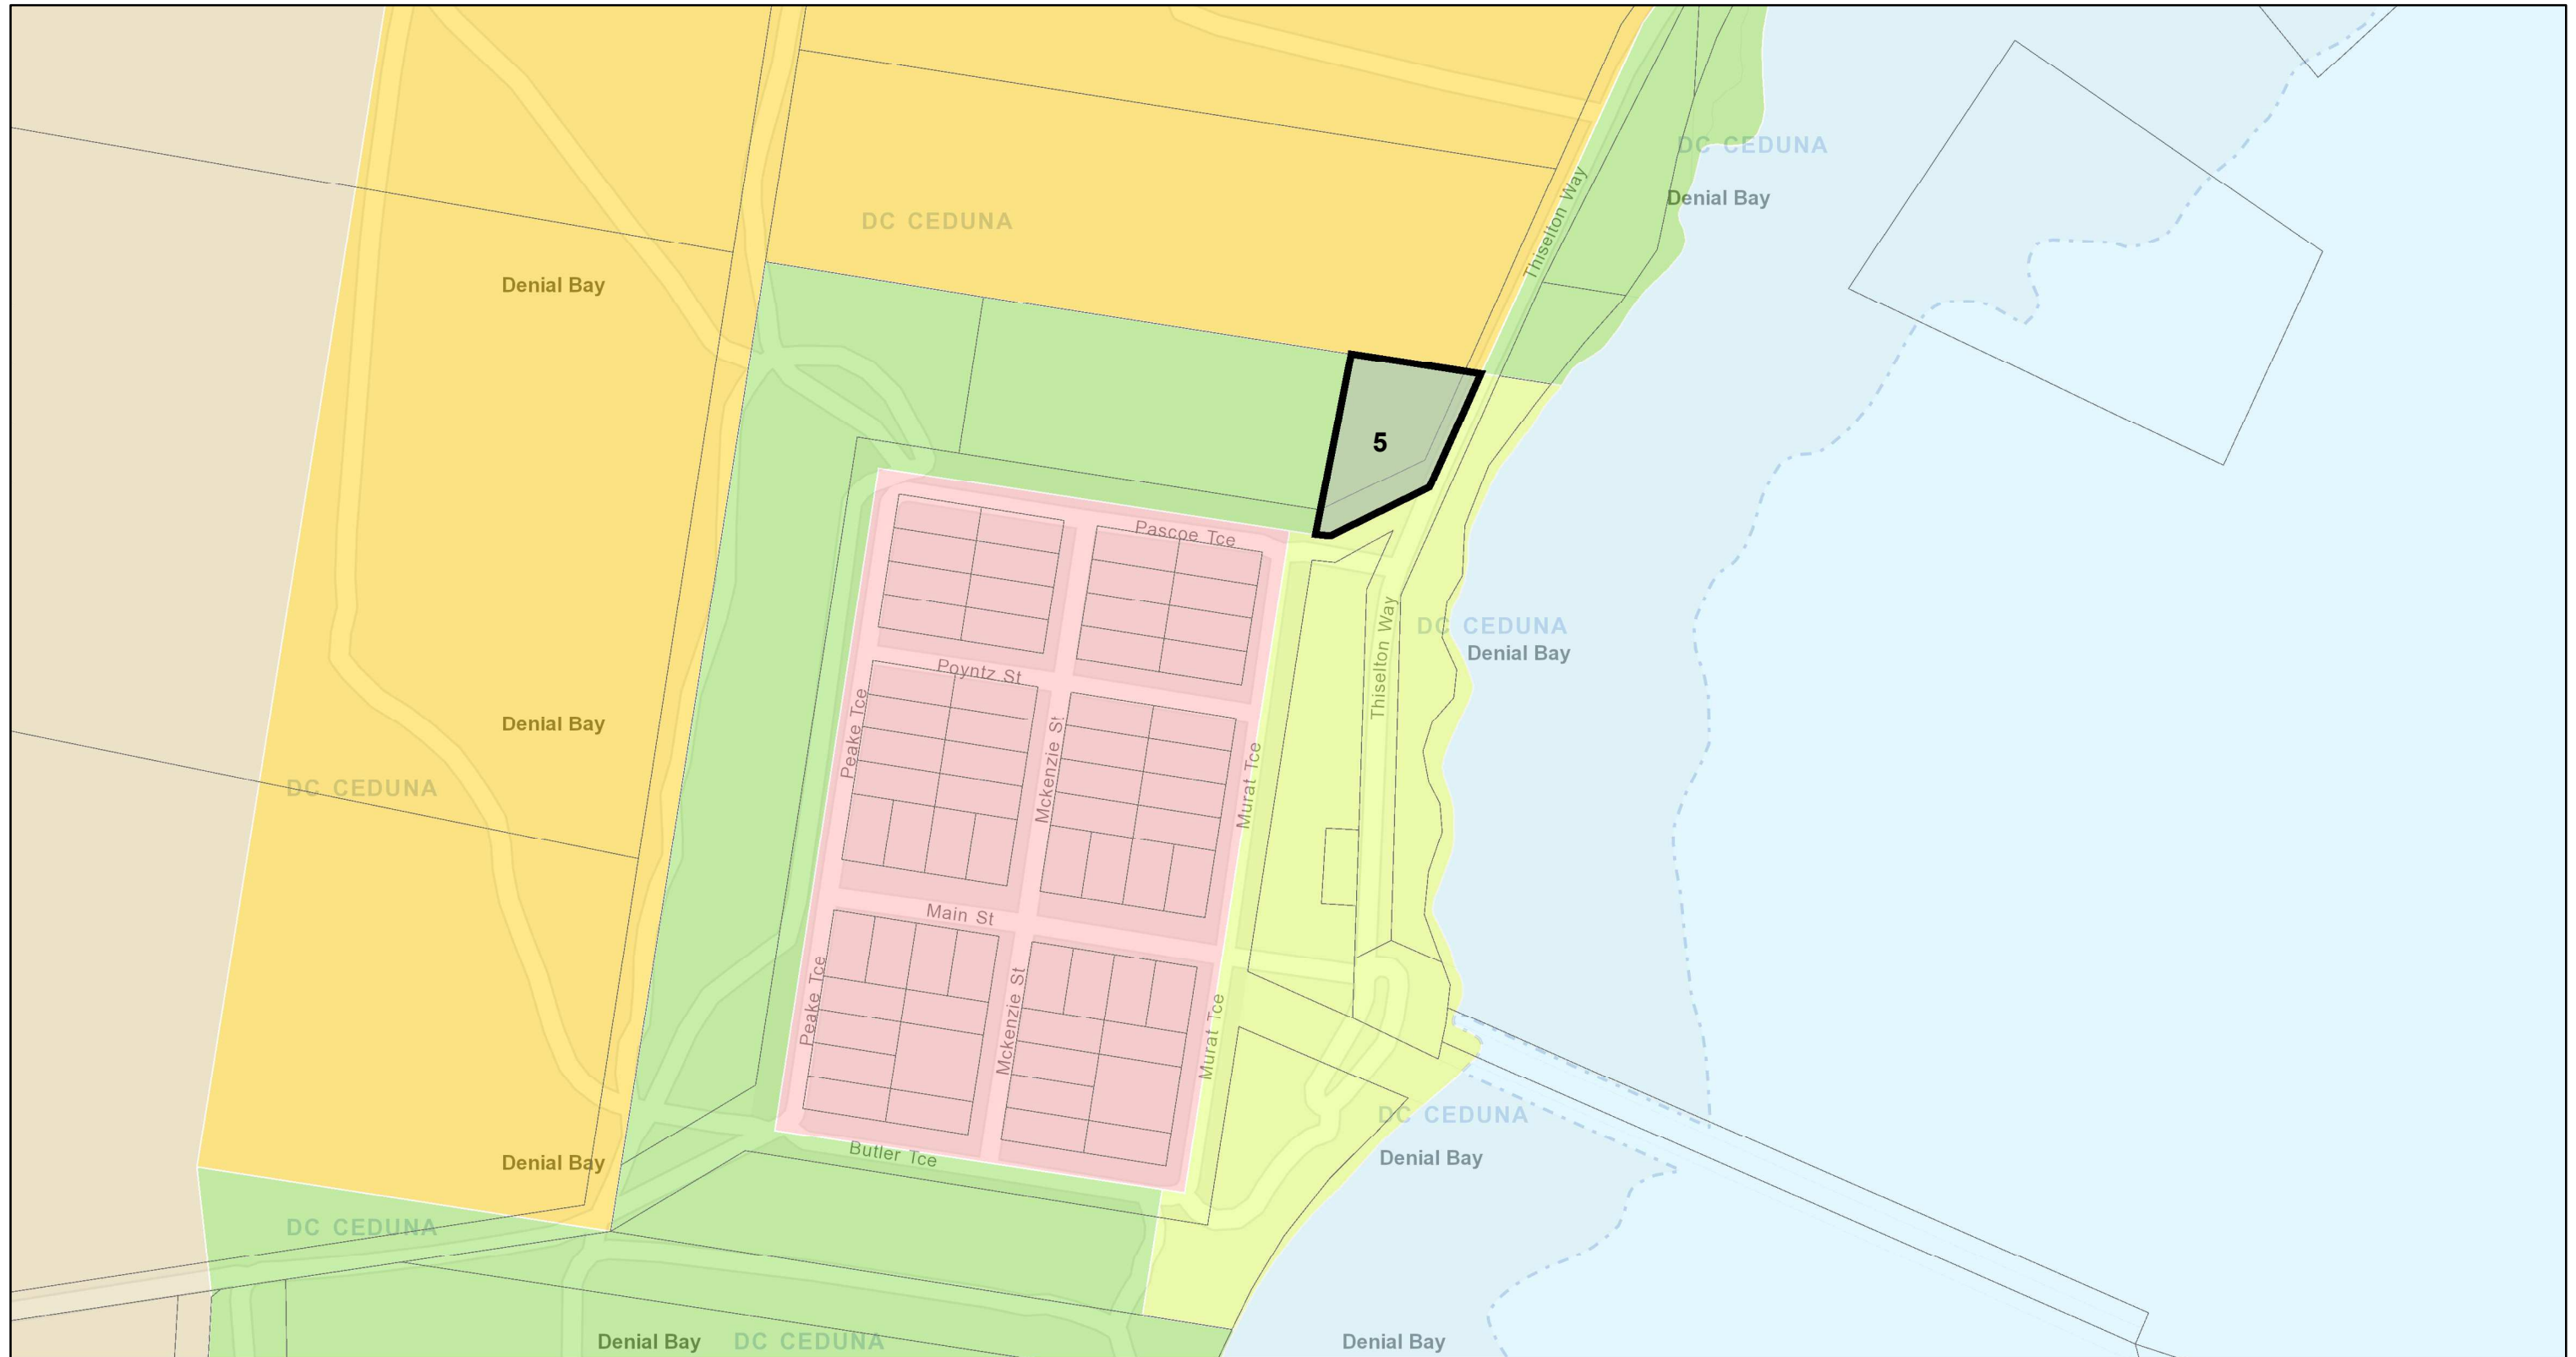 DC CEDUNA
Denial Bay
Thiselton Way
DC CEDUNA
Denial Bay
5
Pascoe Tce
DC CEDUNA
Denial Bay
Thiselton Way
Poyntz St
Peake Tce
Mckenzie St
Murat Tce
Denial Bay
DC CEDUNA
Main St
Peake Tce
Mckenzie St
Murat Tce
DC CEDUNA
Denial Bay
Butler Tce
Denial Bay
DC CEDUNA
Denial Bay
DC CEDUNA
Denial Bay